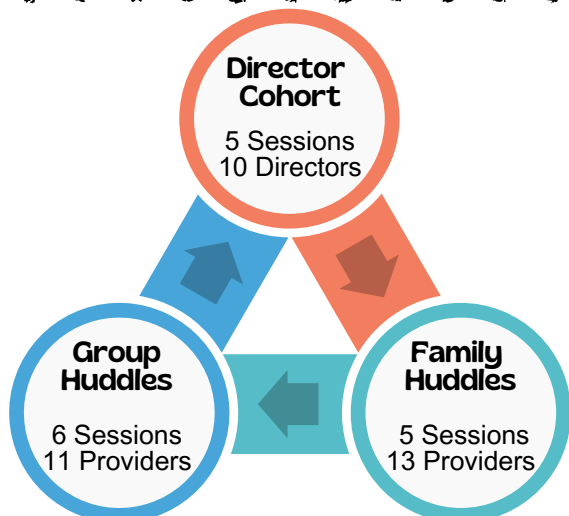 Director
Cohort
5 Sessions
10 Directors
Group
Huddles
6 Sessions
11 Providers
Family
Huddles
5 Sessions
13 Providers